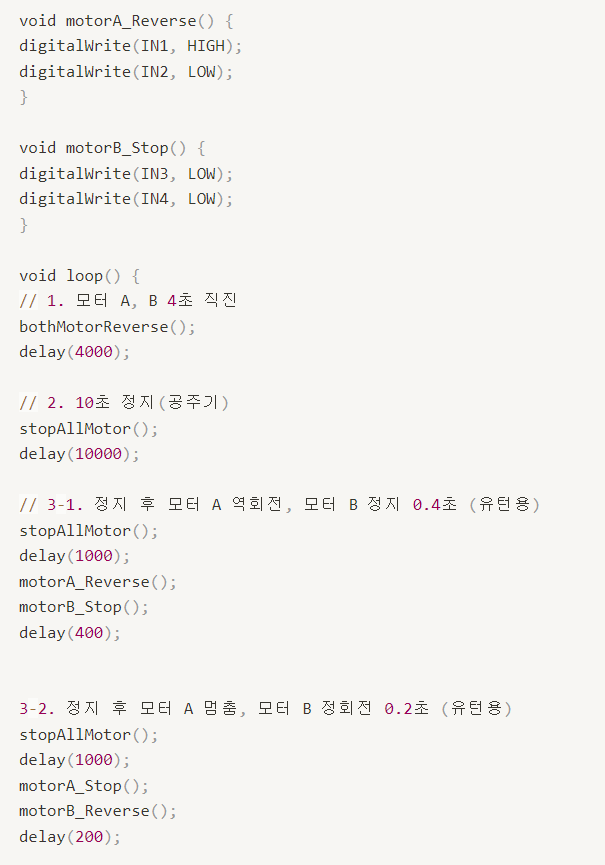 void motorA_Reverse() {
digitalWrite(IN1, HIGH);
digitalWrite(IN2, LOW);
}
void motorB_Stop() {
digitalWrite(IN3, LOW);
digitalWrite(IN4, LOW);
}
void loop() {
// 1. 모터 A, B 4초 직진
bothMotorReverse();
delay(4000);
// 2. 10초 정지(공주기)
stopAllMotor();
delay(10000);
// 3-1. 정지 후 모터 A 역회전, 모터 B 정지 0.4초 (유턴용)
stopAllMotor();
delay(1000);
motorA_Reverse();
motorB_Stop();
delay(400);
3-2. 정지 후 모터 A 멈춤, 모터 B 정회전 0.2초 (유턴용)
stopAllMotor();
delay(1000);
motorA_Stop();
motorB_Reverse();
delay(200);